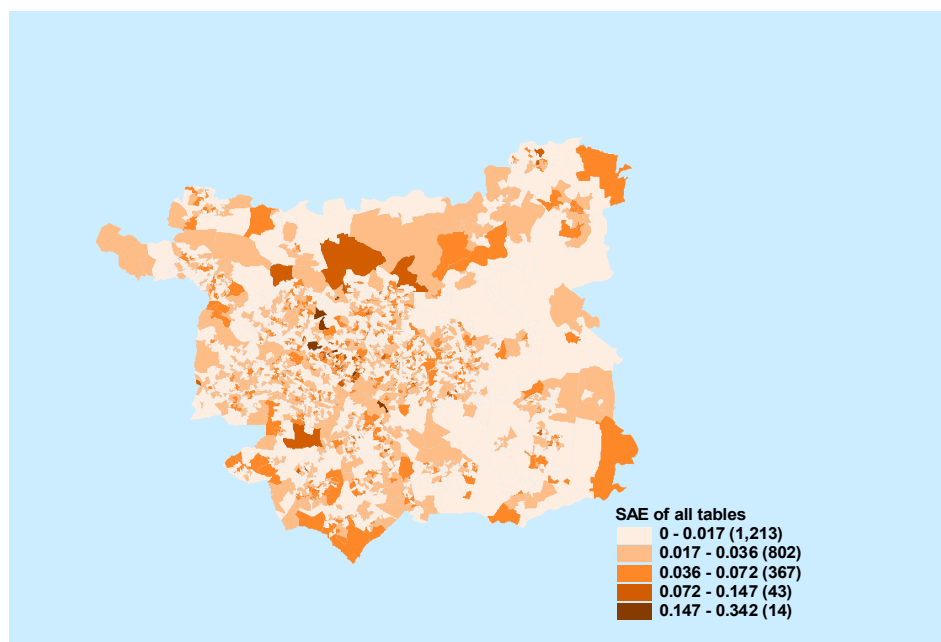 SAE of all tables
0 - 0.017 (1,213)
0.017 - 0.036 (802)
0.036 - 0.072 (367)
0.072 - 0.147 (43)
0.147 - 0.342 (14)